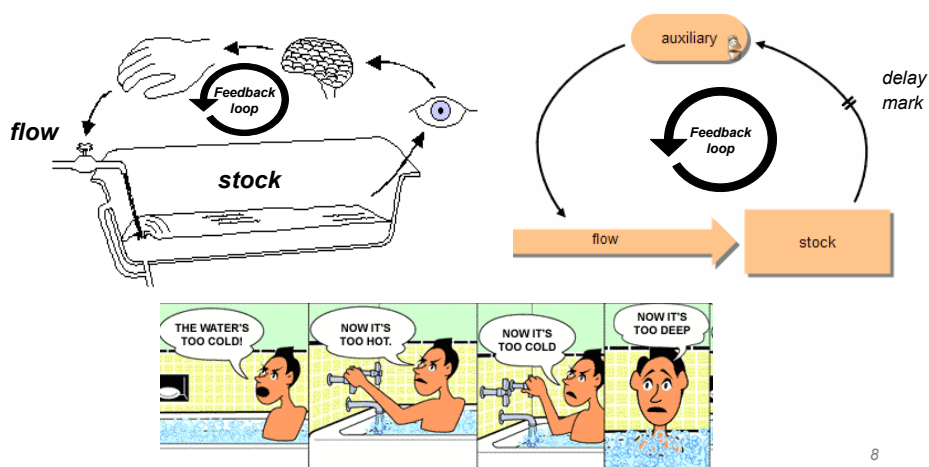 Feedback
loop
flow
stock
auxiliary
delay
mark
Feedback
loop
flow
stock
THE WATER'S
TOO COLD!
NOW IT'S
TOO HOT.
NOW IT'S
TOO COLD
NOW IT'S
TOO DEEP
8